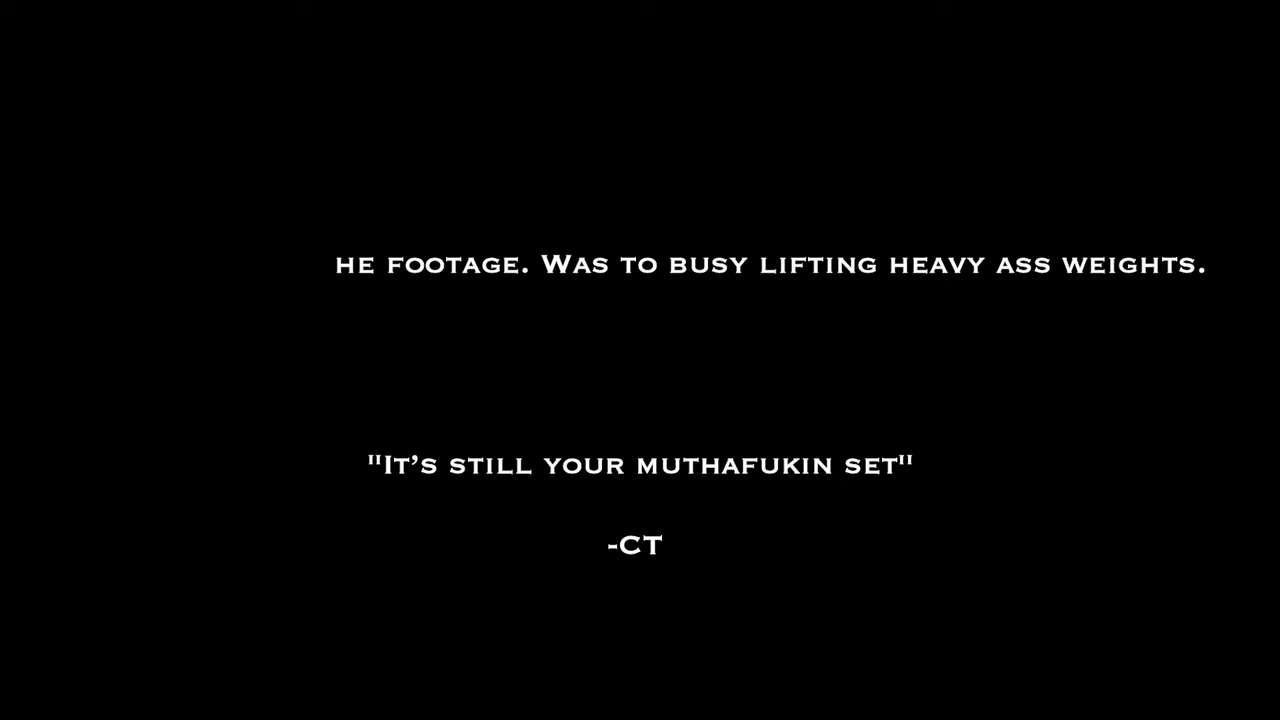 he footage. Was to busy lifting heavy ass weights.
"It’s still your muthafukin set"
-CT